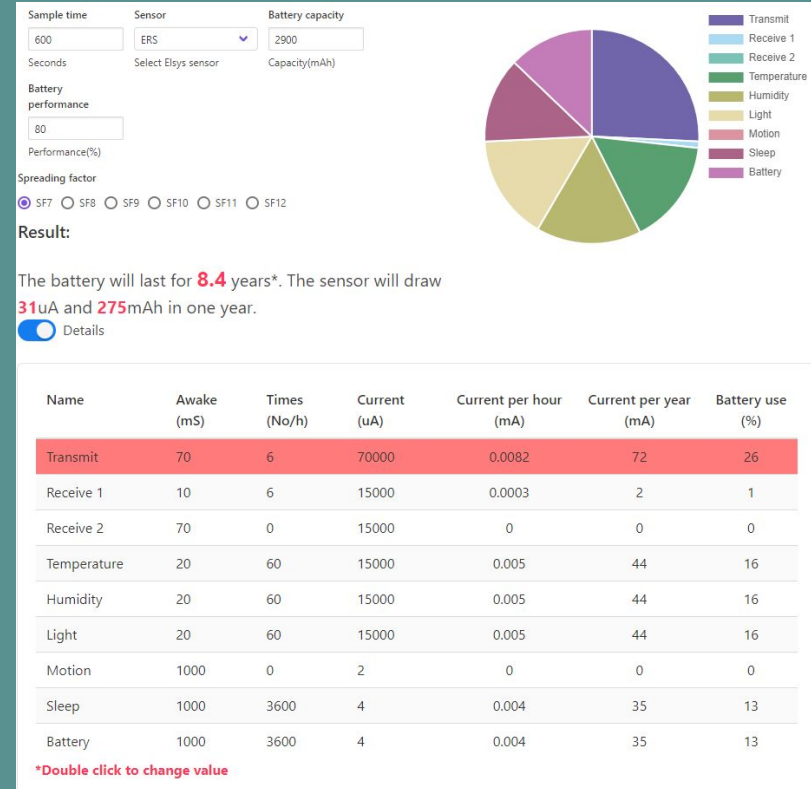 Sample time Sensor Battery capacity
600 ERS 2900
Seconds Select Elsys sensor Capacity(mAh)
Battery
performance
80
Performance(%)
Spreading factor
SF7 SF8 SF9 SF10 SF11 SF12
Result:
The battery will last for 8.4 years*. The sensor will draw
31uA and 275mAh in one year.
Details
Transmit
Receive 1
Receive 2
Temperature
Humidity
Light
Motion
Sleep
Battery
Name Awake (mS) Times (No/h) Current (uA) Current per hour (mA) Current per year (mA) Battery use (%)
Transmit 70 6 70000 0.0082 72 26
Receive 1 10 6 15000 0.0003 2 1
Receive 2 70 0 15000 0 0 0
Temperature 20 60 15000 0.005 44 16
Humidity 20 60 15000 0.005 44 16
Light 20 60 15000 0.005 44 16
Motion 1000 0 2 0 0 0
Sleep 1000 3600 4 0.004 35 13
Battery 1000 3600 4 0.004 35 13
*Double click to change value